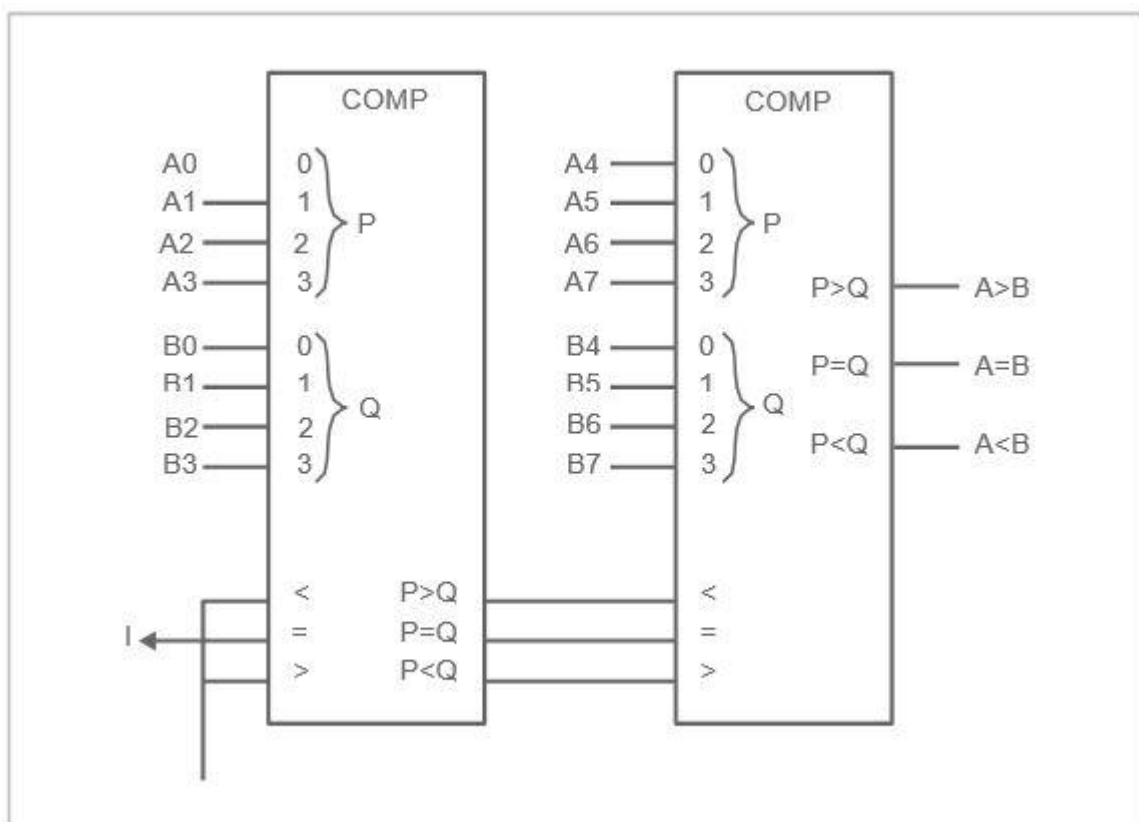 COMP
A0 0
A1 1
A2 2
A3 3
P
B0 0
B1 1
B2 2
B3 3
Q
< P>Q
I = P=Q
> P<Q
COMP
A4 0
A5 1
A6 2
A7 3
P
B4 0
B5 1
B6 2
B7 3
Q
P>Q A>B
P=Q A=B
P<Q A<B
<
=
>